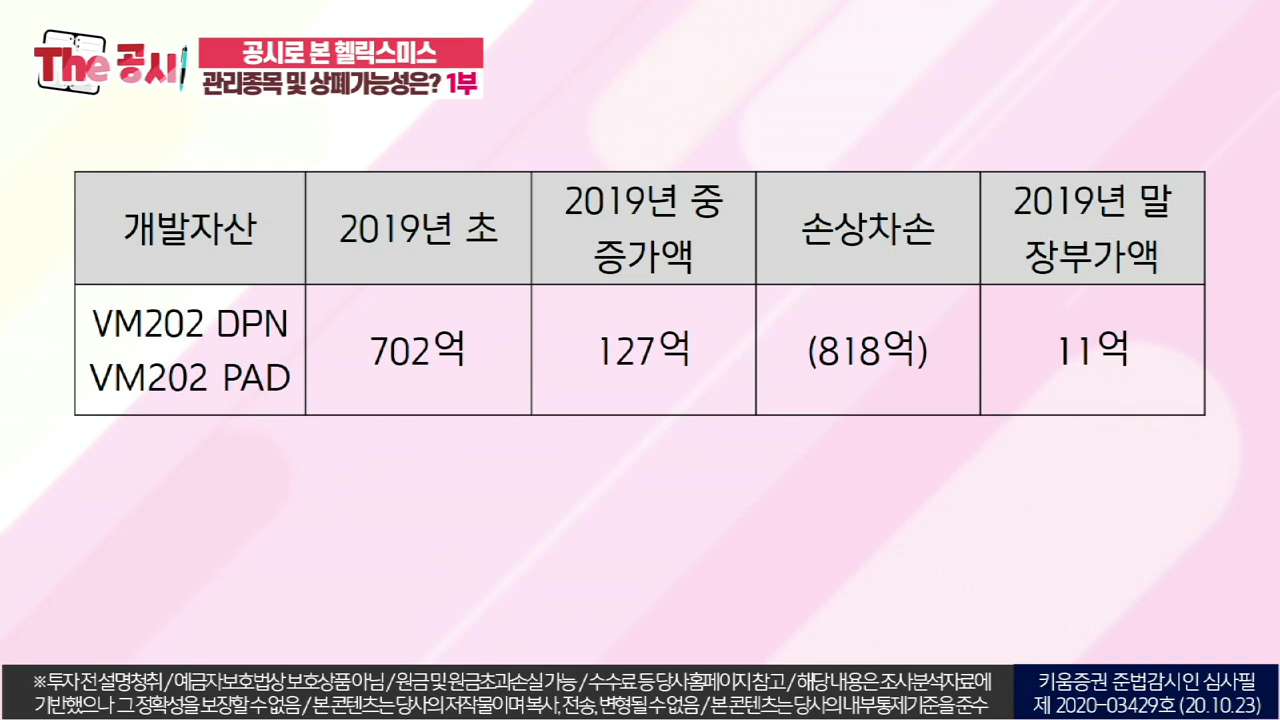 The 공시
공시로 본 헬릭스미스
관리종목 및 상폐가능성은? 1부
개발자산
2019년 초
2019년 중
증가액
손상차손
2019년 말
장부가액
VM202 DPN
VM202 PAD
702억
127억
(818억)
11억
※투자 전 설명청취 / 예금자보호법상 보호상품 아님 / 원금 및 원금초과손실 가능 / 수수료 등 당사홈페이지 참고 / 해당 내용은 조사분석자료에
기반했으나 그 정확성을 보장할 수 없음 / 본 콘텐츠는 당사의 저작물이며 복사, 전송, 변형될 수 없음 / 본 콘텐츠는 당사의 내부통제기준을 준수
키움증권 준법감시인 심사필
제 2020-03429호 (20.10.23)